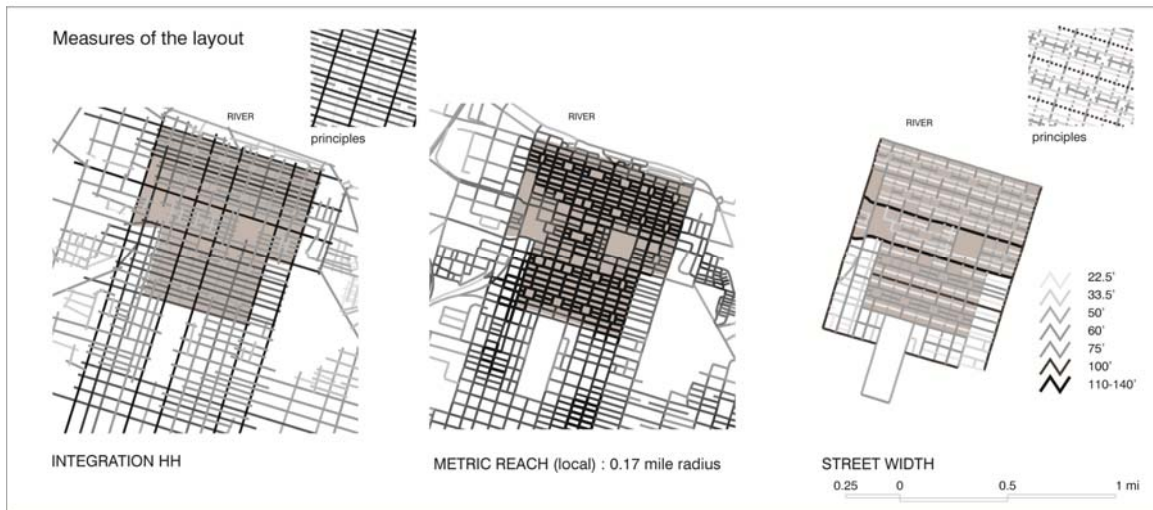 Measures of the layout
principles
RIVER
INTEGRATION HH
RIVER
METRIC REACH (local) : 0.17 mile radius
principles
RIVER
22.5'
33.5'
50'
60'
75'
100'
110-140'
STREET WIDTH
0.25 0 0.5 1 mi